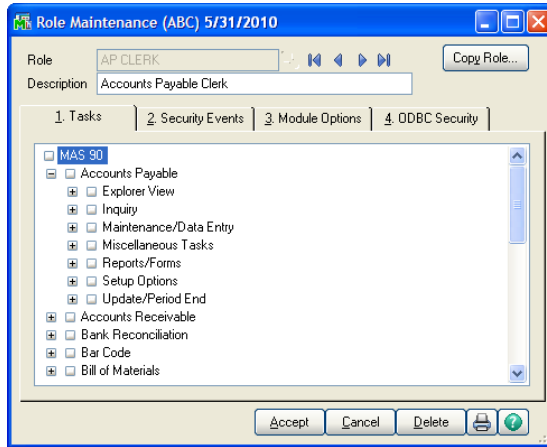 Role Maintenance (ABC) 5/31/2010
Role AP CLERK Copy Role...
Description Accounts Payable Clerk
1. Tasks 2. Security Events 3. Module Options 4. ODBC Security
MAS 90
Accounts Payable
Explorer View
Inquiry
Maintenance/Data Entry
Miscellaneous Tasks
Reports/Forms
Setup Options
Update/Period End
Accounts Receivable
Bank Reconciliation
Bar Code
Bill of Materials
Accept Cancel Delete